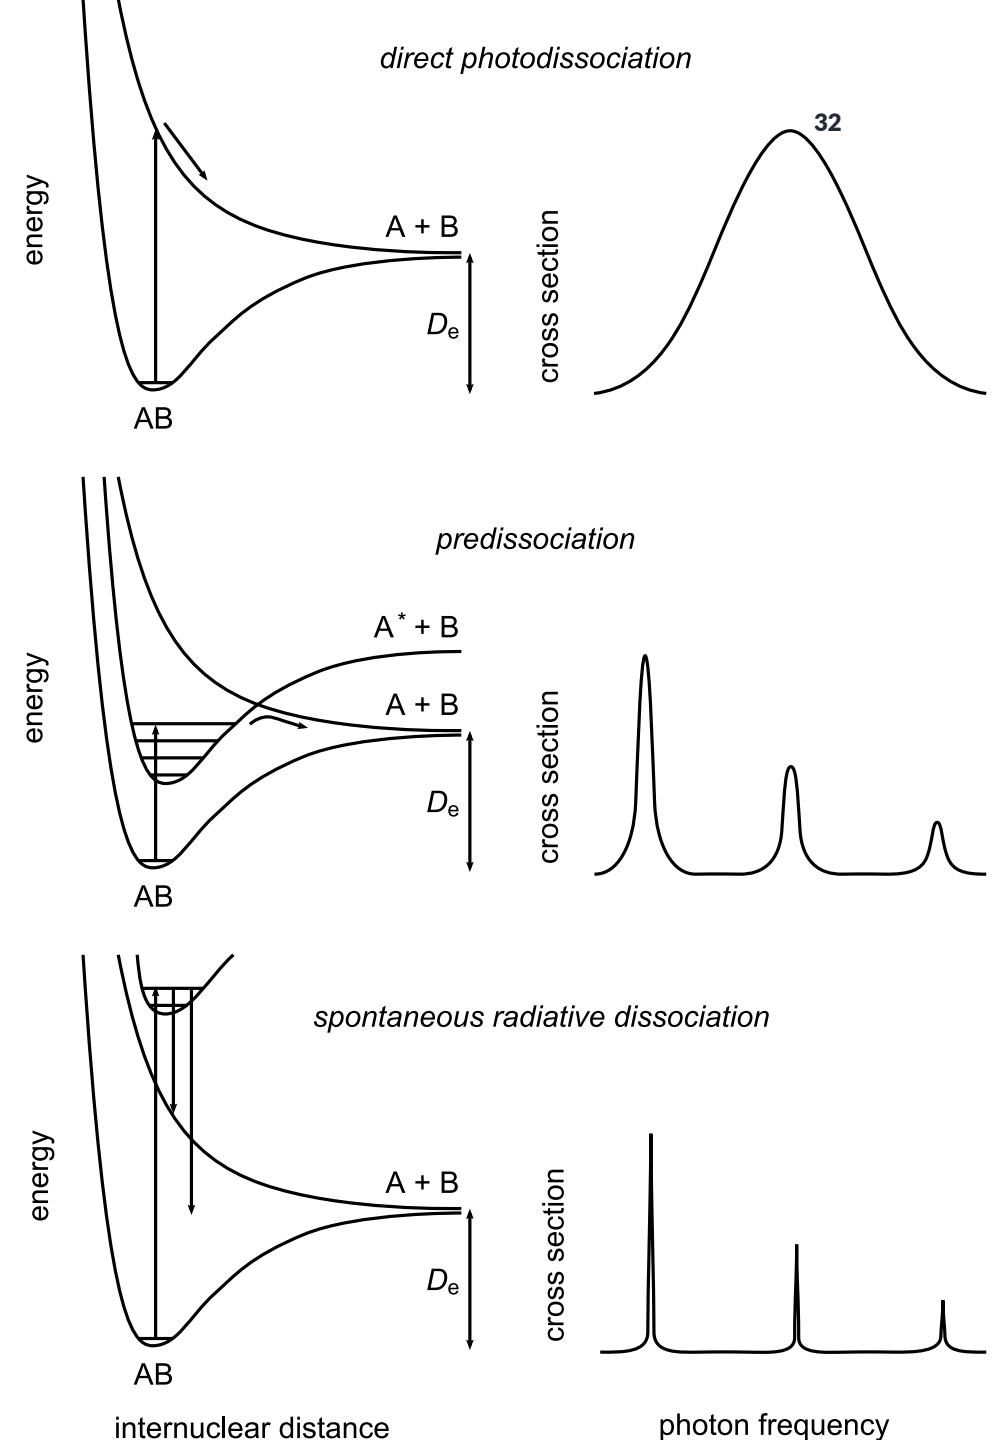 direct photodissociation
32
energy
A + B
cross section
De
AB
predissociation
A* + B
energy
A + B
cross section
De
AB
spontaneous radiative dissociation
energy
A + B
cross section
De
AB
internuclear distance
photon frequency